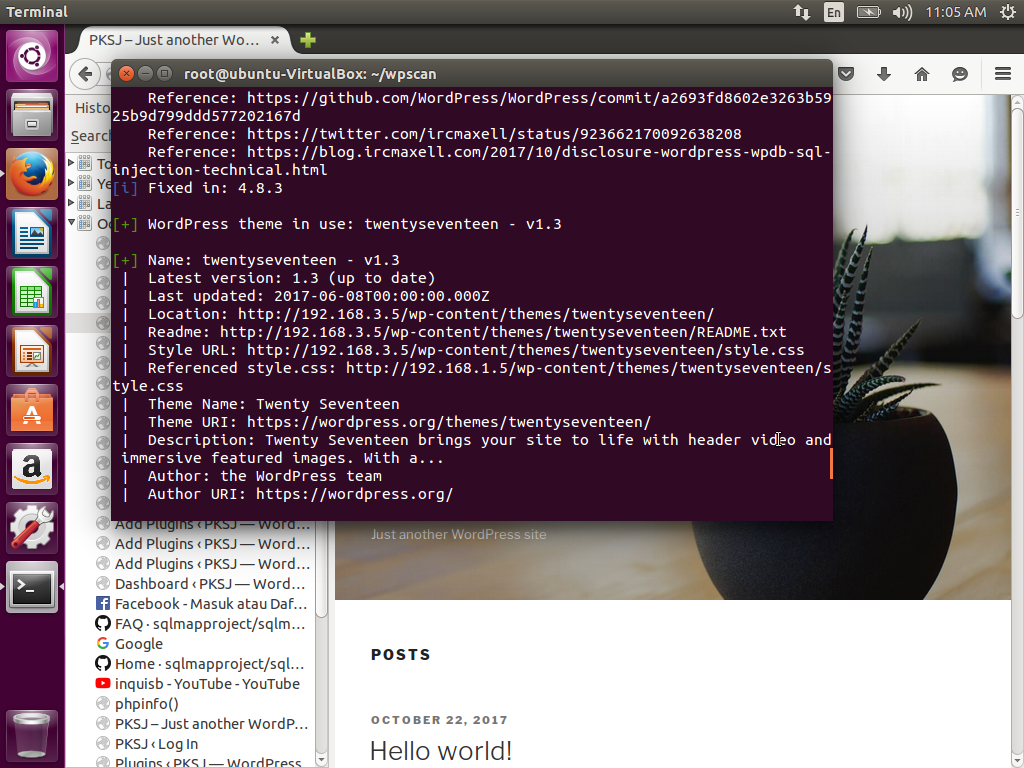 Terminal
En
11:05 AM
PKSJ – Just another Wo...
root@ubuntu-VirtualBox: ~/wpscan
Reference: https://github.com/WordPress/WordPress/commit/a2693fd8602e3263b59
25b9d799ddd577202167d
Reference: https://twitter.com/ircmaxell/status/923662170092638208
Reference: https://blog.ircmaxell.com/2017/10/disclosure-wordpress-wpdb-sql-
injection-technical.html
[i] Fixed in: 4.8.3
[+] WordPress theme in use: twentyseventeen - v1.3
[+] Name: twentyseventeen - v1.3
| Latest version: 1.3 (up to date)
| Last updated: 2017-06-08T00:00:00.000Z
| Location: http://192.168.3.5/wp-content/themes/twentyseventeen/
| Readme: http://192.168.3.5/wp-content/themes/twentyseventeen/README.txt
| Style URL: http://192.168.3.5/wp-content/themes/twentyseventeen/style.css
| Referenced style.css: http://192.168.1.5/wp-content/themes/twentyseventeen/s
tyle.css
| Theme Name: Twenty Seventeen
| Theme URI: https://wordpress.org/themes/twentyseventeen/
| Description: Twenty Seventeen brings your site to life with header video and
immersive featured images. With a...
| Author: the WordPress team
| Author URI: https://wordpress.org/
Histo
Searc
To
Ye
La
Oc
Add Plugins ‹ PKSJ — Word...
Add Plugins ‹ PKSJ — Word...
Add Plugins ‹ PKSJ — Word...
Dashboard ‹ PKSJ — Word...
Facebook - Masuk atau Daf...
FAQ · sqlmapproject/sqlm...
Google
Home · sqlmapproject/sql...
inquisb - YouTube - YouTube
phpinfo()
PKSJ – Just another WordP...
PKSJ ‹ Log In
Plugins ‹ PKSJ — WordPress
Just another WordPress site
POSTS
OCTOBER 22, 2017
Hello world!